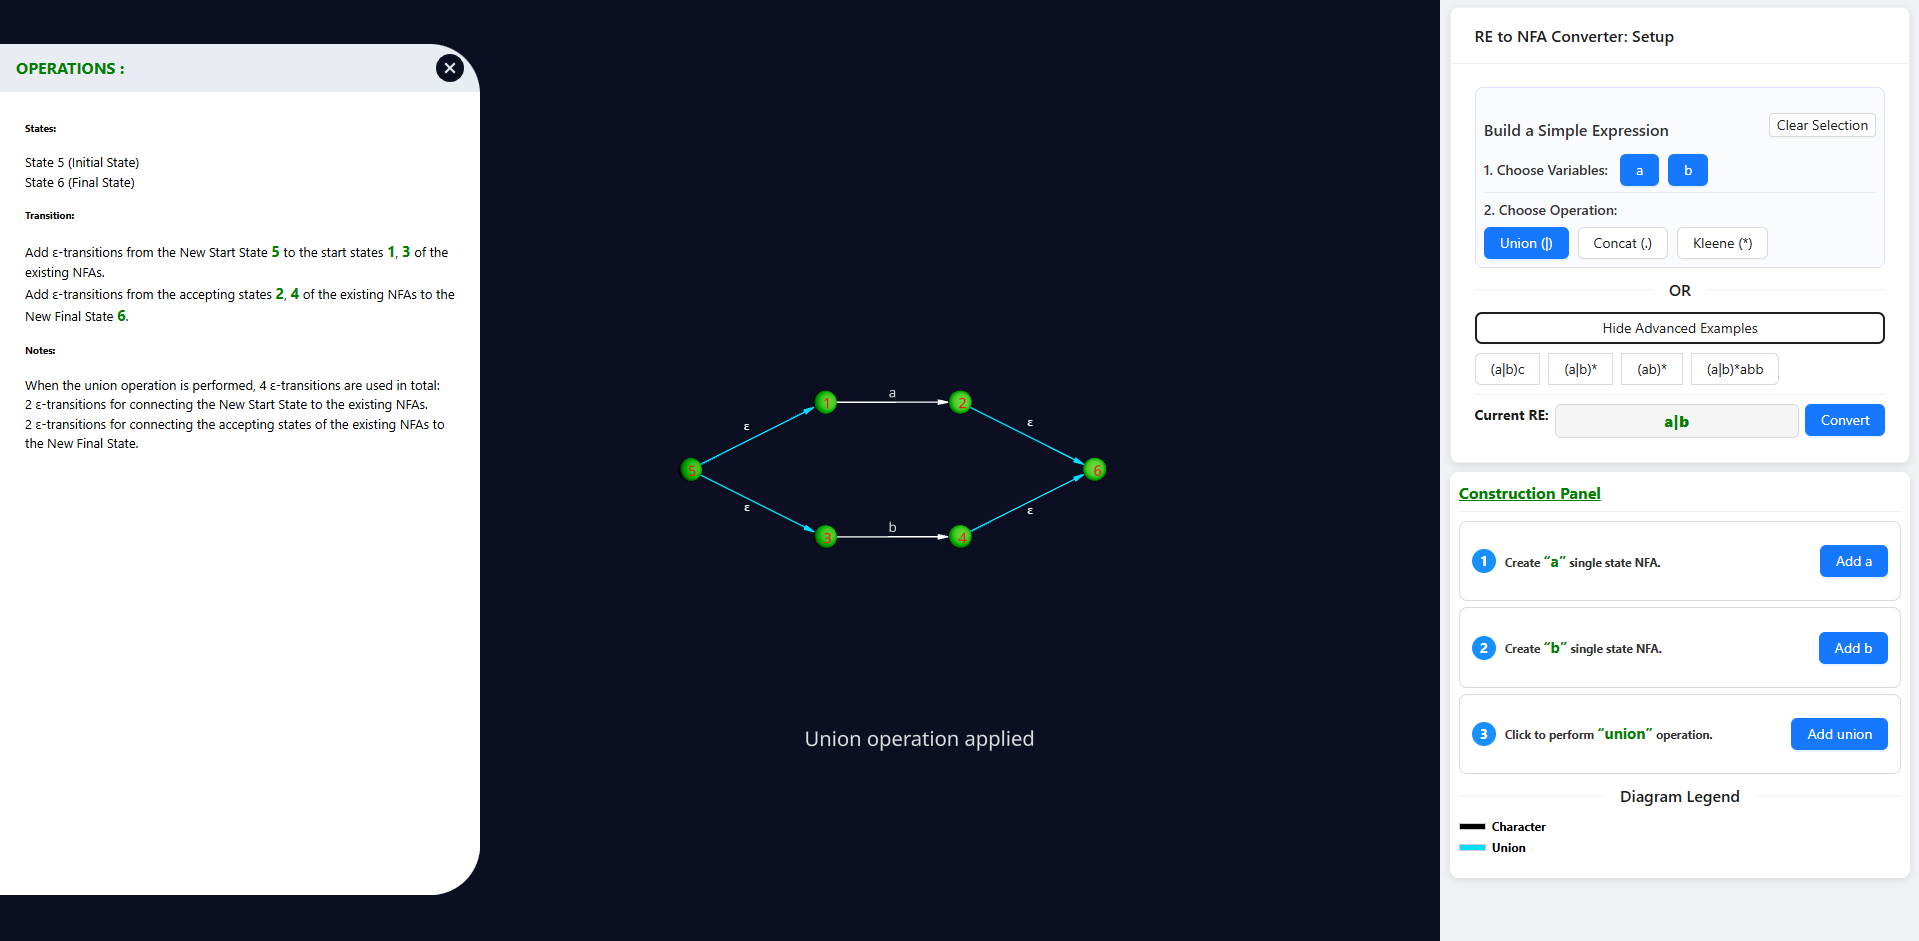 OPERATIONS :
States:
State 5 (Initial State)
State 6 (Final State)
Transition:
Add ε-transitions from the New Start State 5 to the start states 1, 3 of the
existing NFAs.
Add ε-transitions from the accepting states 2, 4 of the existing NFAs to the
New Final State 6.
Notes:
When the union operation is performed, 4 ε-transitions are used in total:
2 ε-transitions for connecting the New Start State to the existing NFAs.
2 ε-transitions for connecting the accepting states of the existing NFAs to
the New Final State.
a
1
2
ε
ε
5
6
ε
ε
b
3
4
Union operation applied
RE to NFA Converter: Setup
Build a Simple Expression
Clear Selection
1. Choose Variables:
a
b
2. Choose Operation:
Union (|)
Concat (.)
Kleene (*)
OR
Hide Advanced Examples
(a|b)c
(a|b)*
(ab)*
(a|b)*abb
Current RE:
a|b
Convert
Construction Panel
1
Create “a” single state NFA.
Add a
2
Create “b” single state NFA.
Add b
3
Click to perform “union” operation.
Add union
Diagram Legend
Character
Union